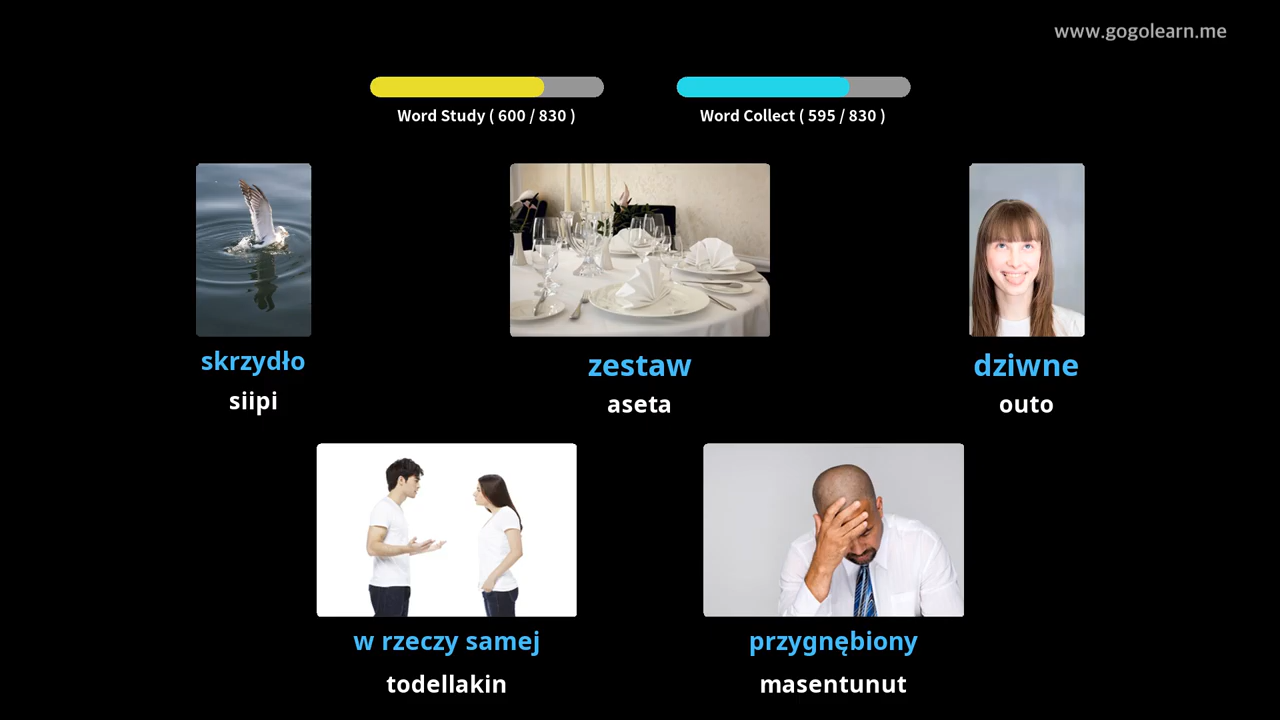 www.gogolearn.me
Word Study ( 600 / 830 )
Word Collect ( 595 / 830 )
skrzydło
siipi
zestaw
aseta
dziwne
outo
w rzeczy samej
todellakin
przygnębiony
masentunut